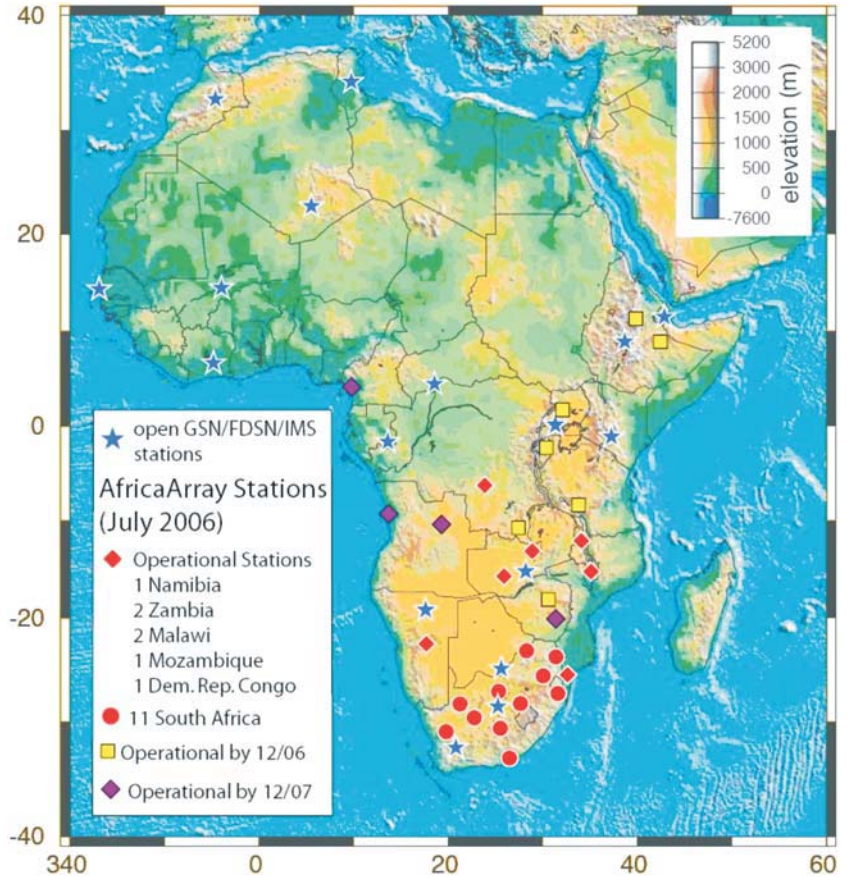 40
20
0
-20
-40
340
0
20
40
60
5200
3000
2000
1500
1000
500
0
-7600
elevation (m)
open GSN/FDSN/IMS
stations
AfricaArray Stations
(July 2006)
Operational Stations
1 Namibia
2 Zambia
2 Malawi
1 Mozambique
1 Dem. Rep. Congo
11 South Africa
Operational by 12/06
Operational by 12/07